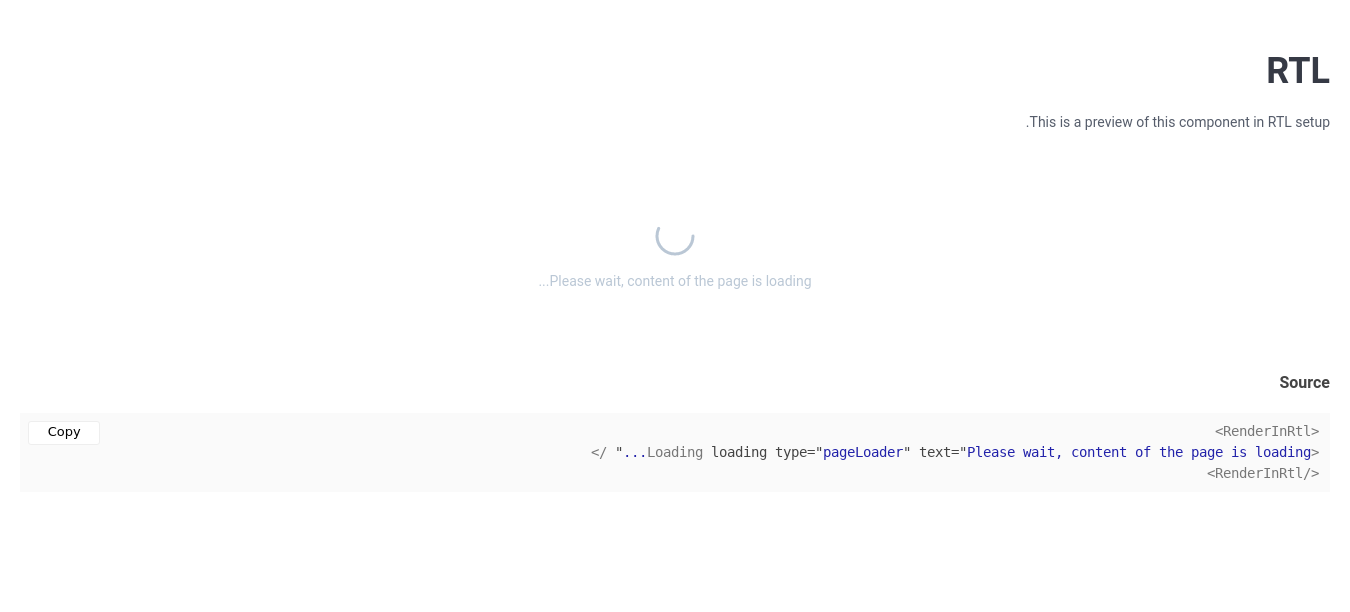 RTL
.This is a preview of this component in RTL setup
...Please wait, content of the page is loading
Source
Copy
<RenderInRtl>
</ "...Loading loading type="pageLoader" text="Please wait, content of the page is loading>
<RenderInRtl/>